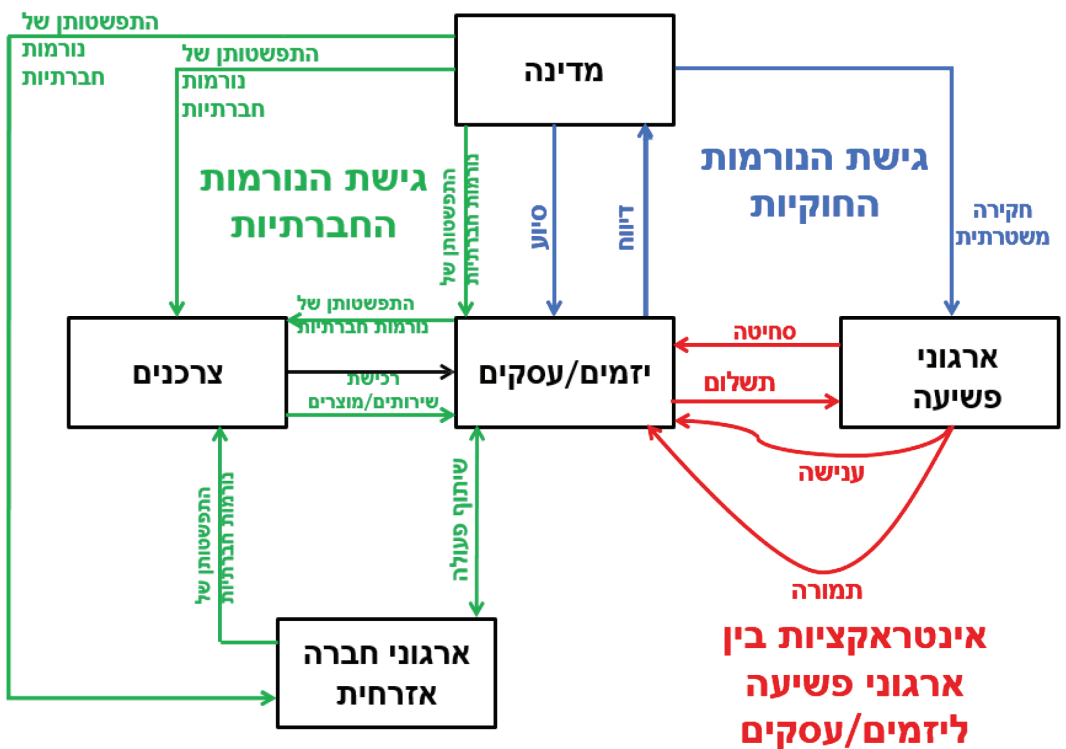 התפשטותן של
נורמות
חברתיות
התפשטותן של
נורמות
חברתיות
מדינה
גישת הנורמות
החברתיות
גישת הנורמות
החוקיות
התפשטותן של
נורמות חברתיות
סיוע
דיווח
חקירה
משטרתית
התפשטותן של
נורמות חברתיות
צרכנים
יזמים/עסקים
ארגוני
פשיעה
סחיטה
תשלום
רכישת
שירותים/מוצרים
ענישה
תמורה
התפשטותן של
נורמות חברתיות
שיתוף פעולה
ארגוני חברה
אזרחית
אינטראקציות בין
ארגוני פשיעה
ליזמים/עסקים